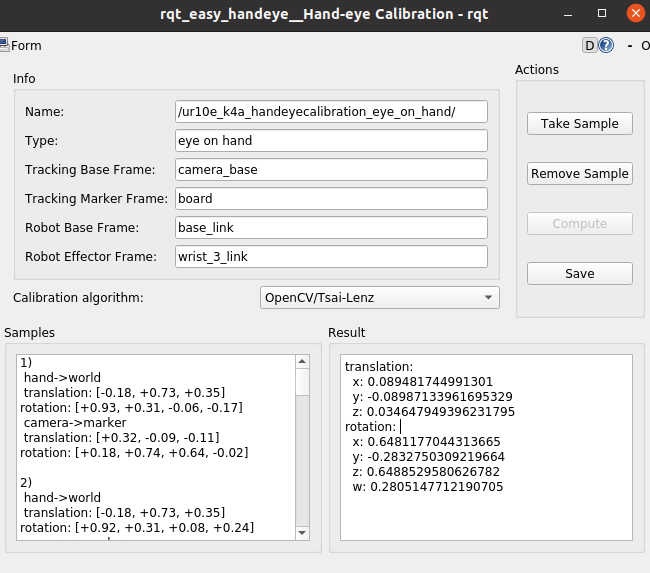 rqt_easy_handeye__Hand-eye Calibration - rqt
Form
D
?
- O
Info
Name:
/ur10e_k4a_handeyecalibration_eye_on_hand/
Type:
eye on hand
Tracking Base Frame:
camera_base
Tracking Marker Frame:
board
Robot Base Frame:
base_link
Robot Effector Frame:
wrist_3_link
Calibration algorithm:
OpenCV/Tsai-Lenz
Actions
Take Sample
Remove Sample
Compute
Save
Samples
1)
hand->world
translation: [-0.18, +0.73, +0.35]
rotation: [+0.93, +0.31, -0.06, -0.17]
camera->marker
translation: [+0.32, -0.09, -0.11]
rotation: [+0.18, +0.74, +0.64, -0.02]
2)
hand->world
translation: [-0.18, +0.73, +0.35]
rotation: [+0.92, +0.31, +0.08, +0.24]
Result
translation:
x: 0.089481744991301
y: -0.08987133961695329
z: 0.034647949396231795
rotation:
x: 0.6481177044313665
y: -0.2832750309219664
z: 0.6488529580626782
w: 0.2805147712190705